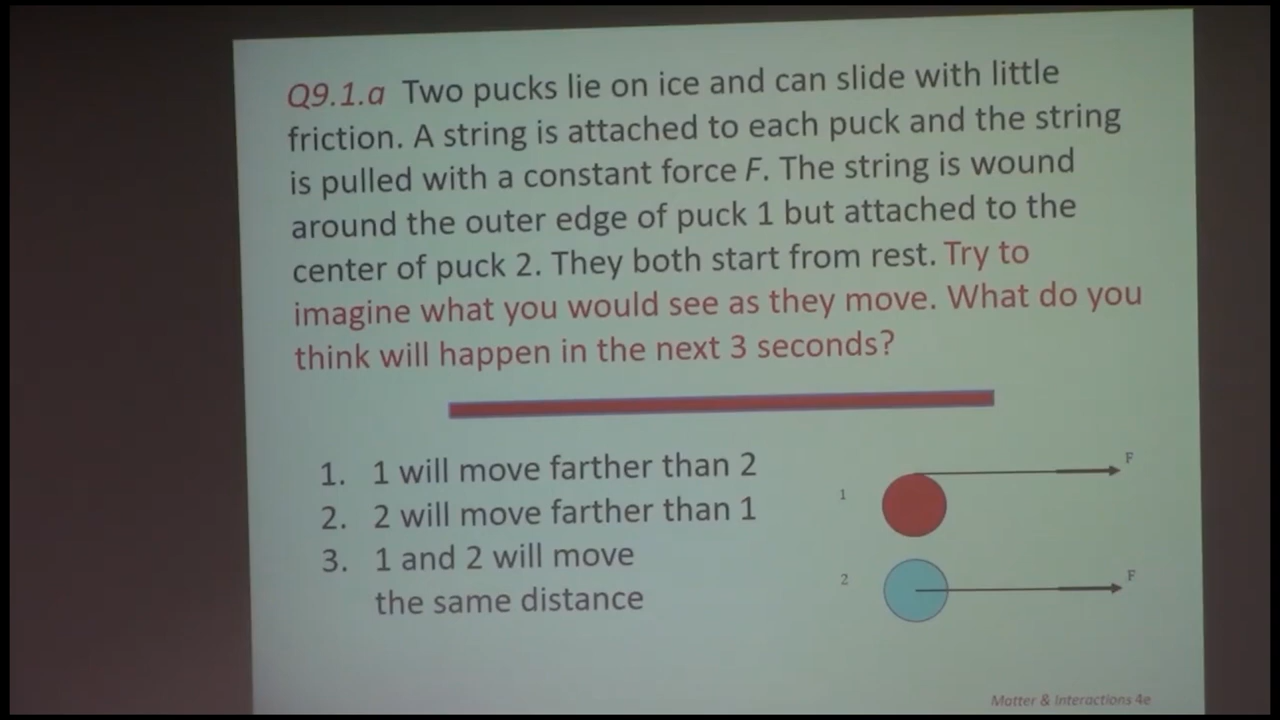 Q9.1.a Two pucks lie on ice and can slide with little
friction. A string is attached to each puck and the string
is pulled with a constant force F. The string is wound
around the outer edge of puck 1 but attached to the
center of puck 2. They both start from rest. Try to
imagine what you would see as they move. What do you
think will happen in the next 3 seconds?
1. 1 will move farther than 2
2. 2 will move farther than 1
3. 1 and 2 will move
the same distance
F
1
F
2
Matter & Interactions 4e